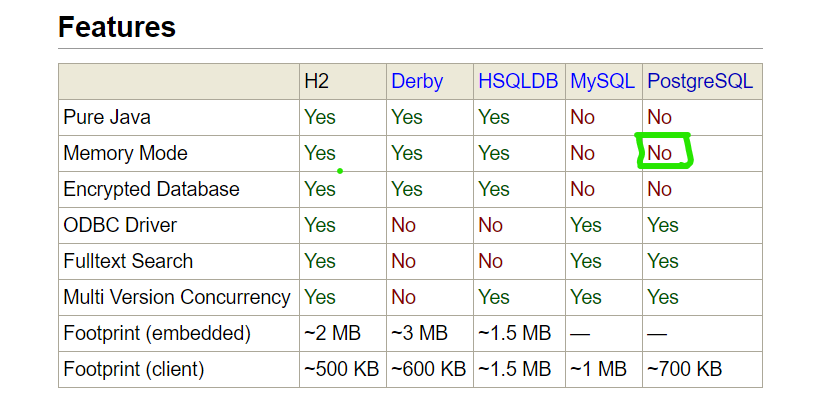 Features
H2 Derby HSQLDB MySQL PostgreSQL
Pure Java Yes Yes Yes No No
Memory Mode Yes Yes Yes No No
Encrypted Database Yes Yes Yes No No
ODBC Driver Yes No No Yes Yes
Fulltext Search Yes No No Yes Yes
Multi Version Concurrency Yes No Yes Yes Yes
Footprint (embedded) ~2 MB ~3 MB ~1.5 MB — —
Footprint (client) ~500 KB ~600 KB ~1.5 MB ~1 MB ~700 KB